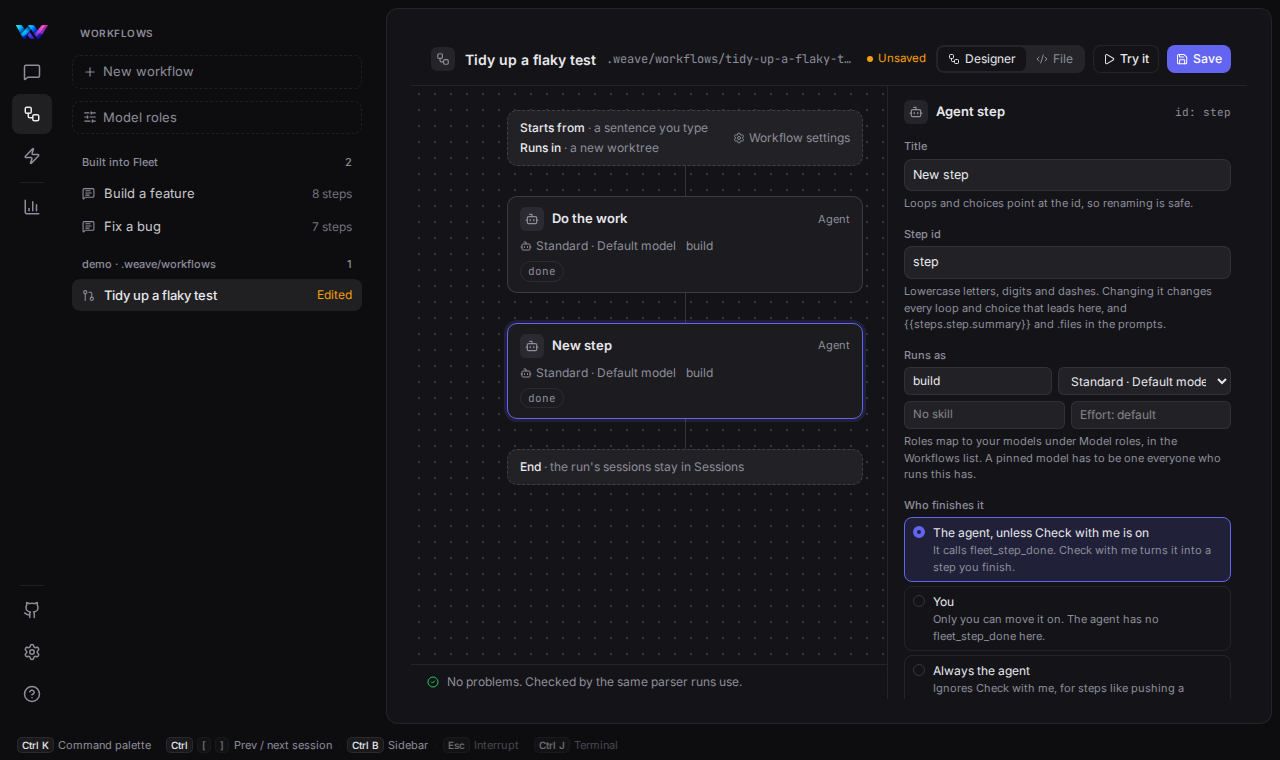 WORKFLOWS
New workflow
Model roles
Built into Fleet 2
Build a feature 8 steps
Fix a bug 7 steps
demo · .weave/workflows 1
Tidy up a flaky test Edited
Tidy up a flaky test .weave/workflows/tidy-up-a-flaky-t… Unsaved Designer File Try it Save
Starts from · a sentence you type
Runs in · a new worktree
Workflow settings
Do the work Agent
Standard · Default model build
done
New step Agent
Standard · Default model build
done
End · the run's sessions stay in Sessions
No problems. Checked by the same parser runs use.
Agent step id: step
Title
New step
Loops and choices point at the id, so renaming is safe.
Step id
step
Lowercase letters, digits and dashes. Changing it changes
every loop and choice that leads here, and
{{steps.step.summary}} and .files in the prompts.
Runs as
build Standard · Default mode
No skill Effort: default
Roles map to your models under Model roles, in the
Workflows list. A pinned model has to be one everyone who
runs this has.
Who finishes it
The agent, unless Check with me is on
It calls fleet_step_done. Check with me turns it into a
step you finish.
You
Only you can move it on. The agent has no
fleet_step_done here.
Always the agent
Ignores Check with me, for steps like pushing a
Ctrl K Command palette Ctrl [ ] Prev / next session Ctrl B Sidebar Esc Interrupt Ctrl J Terminal